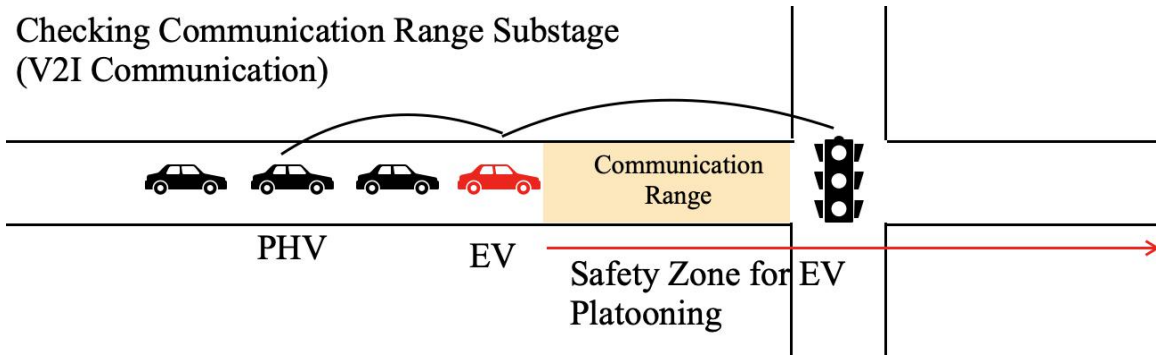 Checking Communication Range Substage
(V2I Communication)
Communication
Range
PHV
EV
Safety Zone for EV
Platooning